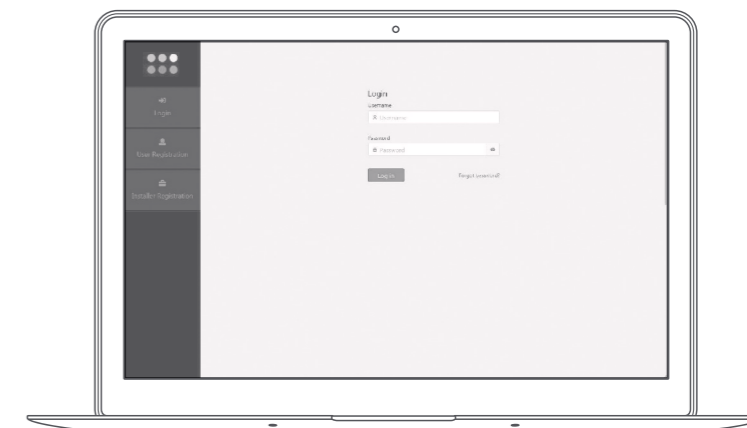 Login
User Registration
Installer Registration
Login
Username
Username
Password
Password
Log in
Forgot password?